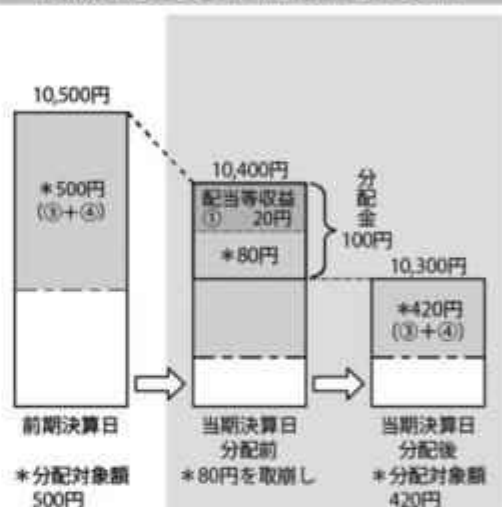 10,500円
*500円
(③+④)
10,400円
配当等収益
① 20円
*80円
分配金
100円
10,300円
*420円
(③+④)
前期決算日
*分配対象額
500円
当期決算日
分配前
*80円を取崩し
当期決算日
分配後
*分配対象額
420円